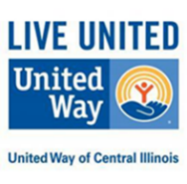 LIVE UNITED
United
Way
United Way of Central Illinois